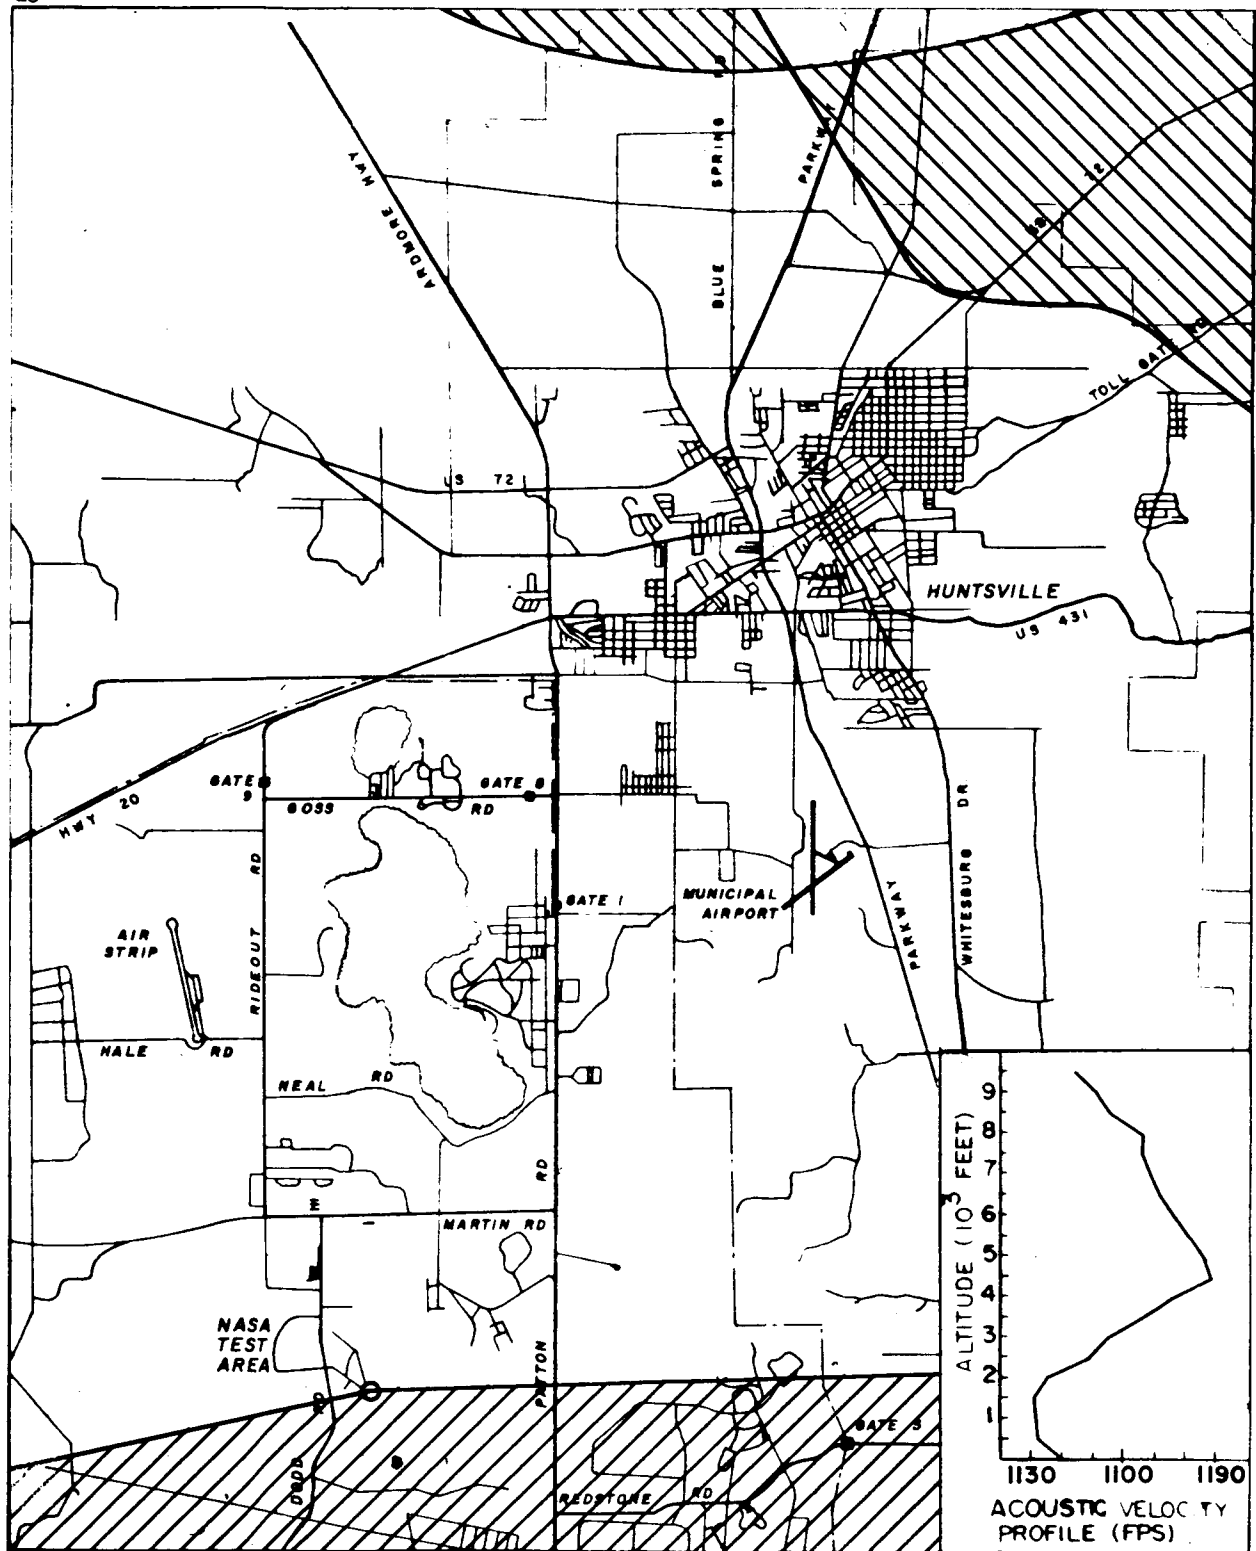 BLUE SPRING RD
PARKWAY
ARDMORE HWY
72
TOLL GATE RD
US 72
HUNTSVILLE
US 431
HWY 20
GATE
9
GOSS RD
GATE 8
RIDEOUT RD
GATE 1
MUNICIPAL
AIRPORT
PARKWAY
WHITESBURG DR
AIR
STRIP
HALE RD
NEAL RD
MARTIN RD
PATTON RD
NASA
TEST
AREA
DODD RD
GATE 3
REDSTONE RD
ALTITUDE (10³ FEET)
9
8
7
6
5
4
3
2
1
1130 1100 1190
ACOUSTIC VELOCITY
PROFILE (FPS)